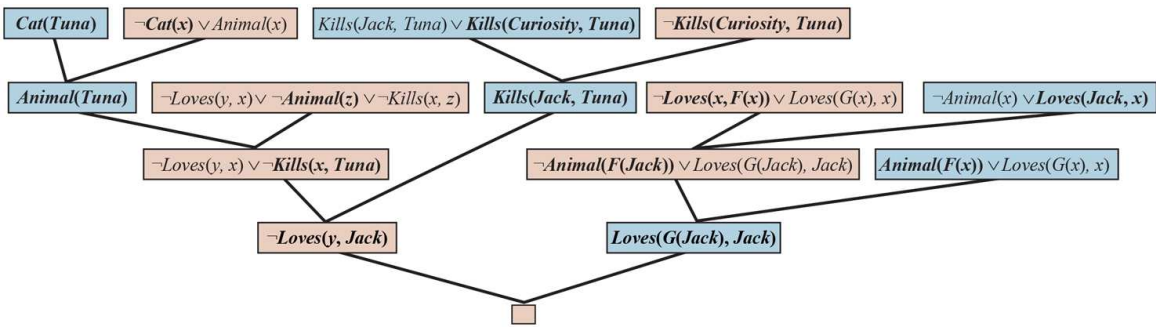 Cat(Tuna)
¬Cat(x) ∨ Animal(x)
Kills(Jack, Tuna) ∨ Kills(Curiosity, Tuna)
¬Kills(Curiosity, Tuna)
Animal(Tuna)
¬Loves(y, x) ∨ ¬Animal(z) ∨ ¬Kills(x, z)
Kills(Jack, Tuna)
¬Loves(x, F(x)) ∨ Loves(G(x), x)
¬Animal(x) ∨ Loves(Jack, x)
¬Loves(y, x) ∨ ¬Kills(x, Tuna)
¬Animal(F(Jack)) ∨ Loves(G(Jack), Jack)
Animal(F(x)) ∨ Loves(G(x), x)
¬Loves(y, Jack)
Loves(G(Jack), Jack)